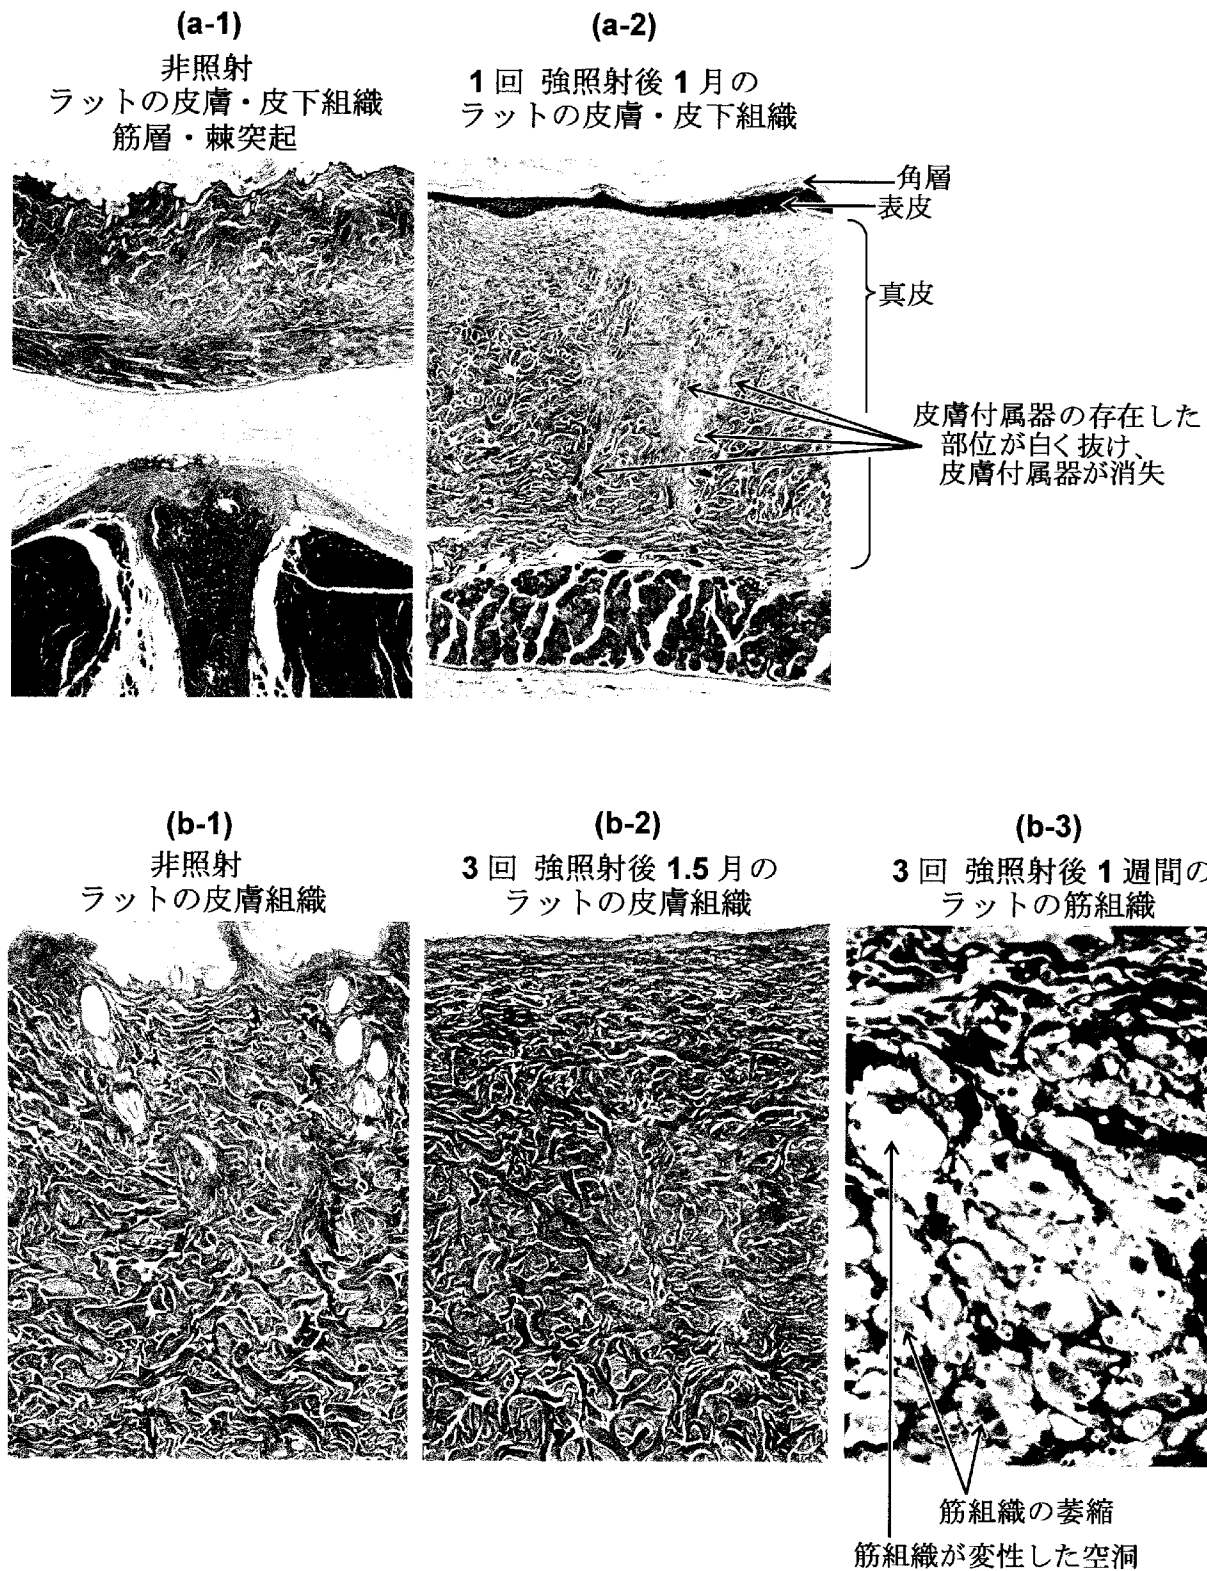 (a-1)
非照射
ラットの皮膚・皮下組織
筋層・棘突起
(a-2)
1回 強照射後 1月の
ラットの皮膚・皮下組織
角層
表皮
真皮
皮膚付属器の存在した
部位が白く抜け、
皮膚付属器が消失
(b-1)
非照射
ラットの皮膚組織
(b-2)
3回 強照射後 1.5月の
ラットの皮膚組織
(b-3)
3回 強照射後 1週間の
ラットの筋組織
筋組織の萎縮
筋組織が変性した空洞